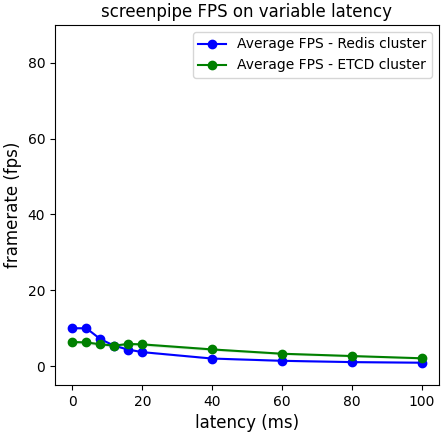 screenpipe FPS on variable latency
Average FPS - Redis cluster
Average FPS - ETCD cluster
framerate (fps)
80
60
40
20
0
0 20 40 60 80 100
latency (ms)